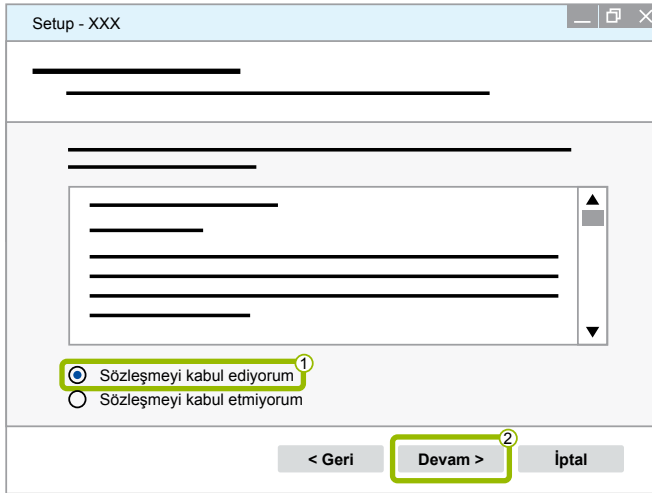 Setup - XXX
1
Sözleşmeyi kabul ediyorum
Sözleşmeyi kabul etmiyorum
2
< Geri Devam > İptal